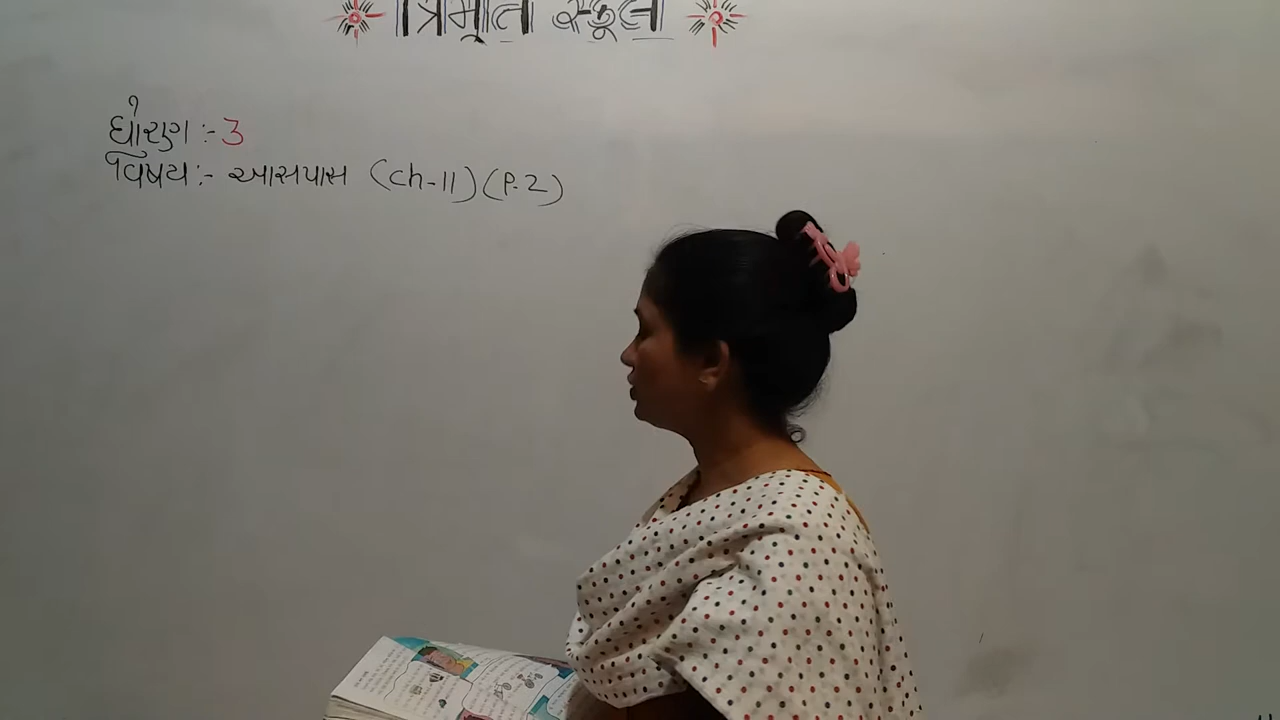 ત્રિમૂર્તિ સ્કૂલ
ધોરણ :- 3
વિષય :- આસપાસ (ch-11) (P.2)